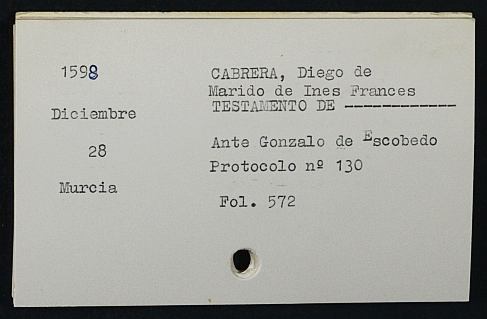 1598
Diciembre
28
Murcia
CABRERA, Diego de
Marido de Ines Frances
TESTAMENTO DE ------------
Ante Gonzalo de Escobedo
Protocolo nº 130
Fol. 572